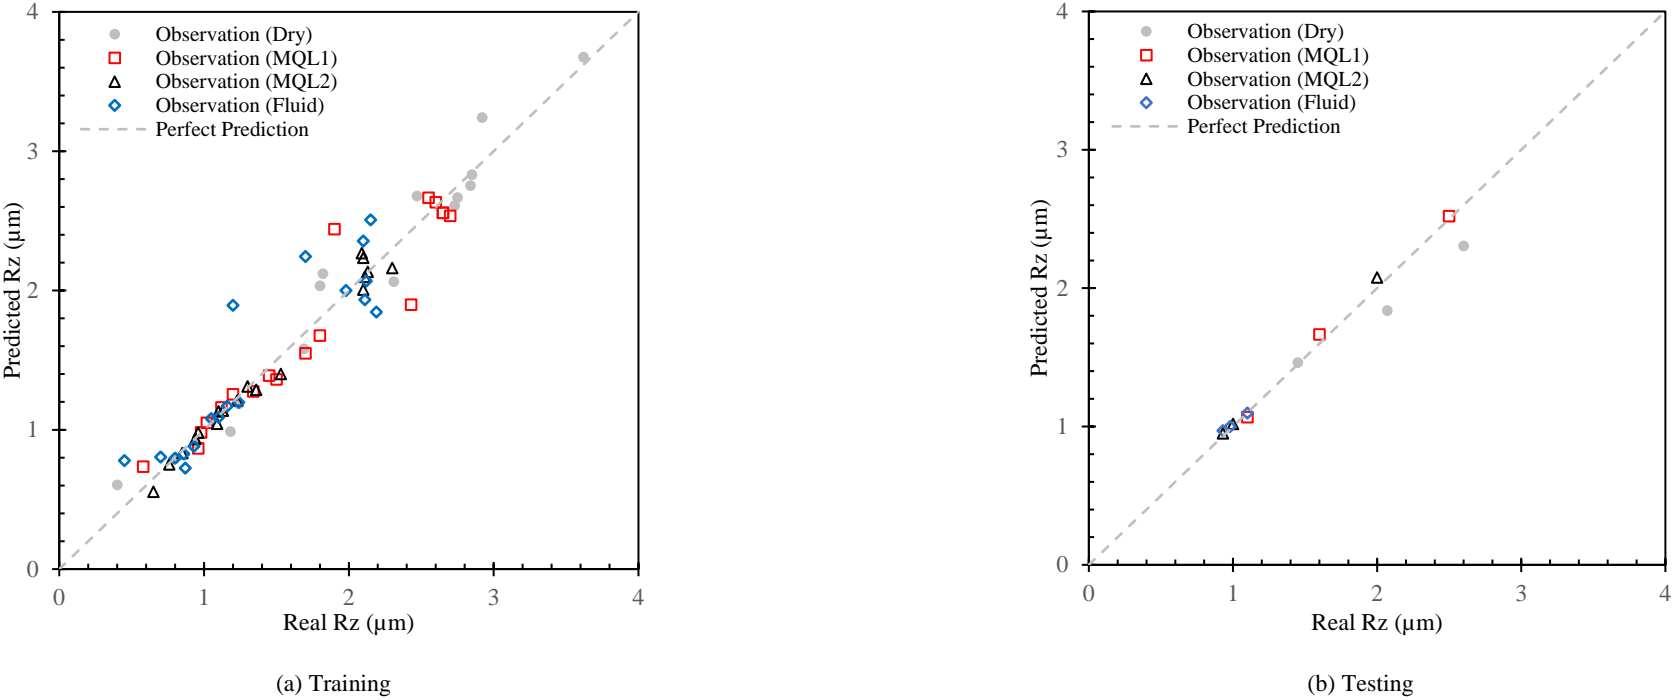 4
3
2
1
0
0 1 2 3 4
Predicted Rz (µm)
Real Rz (µm)
Observation (Dry)
Observation (MQL1)
Observation (MQL2)
Observation (Fluid)
Perfect Prediction
(a) Training
4
3
2
1
0
0 1 2 3 4
Predicted Rz (µm)
Real Rz (µm)
Observation (Dry)
Observation (MQL1)
Observation (MQL2)
Observation (Fluid)
Perfect Prediction
(b) Testing